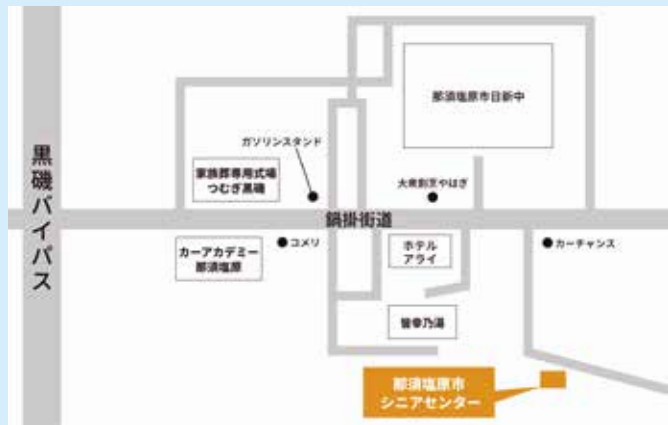 那須塩原市日新中
ガソリンスタンド
家族葬専用式場
つむぎ黒磯
大衆割烹やはぎ
黒磯バイパス
鍋掛街道
カーアカデミー
那須塩原
コメリ
ホテル
アライ
カーチャンス
皆幸乃湯
那須塩原市
シニアセンター